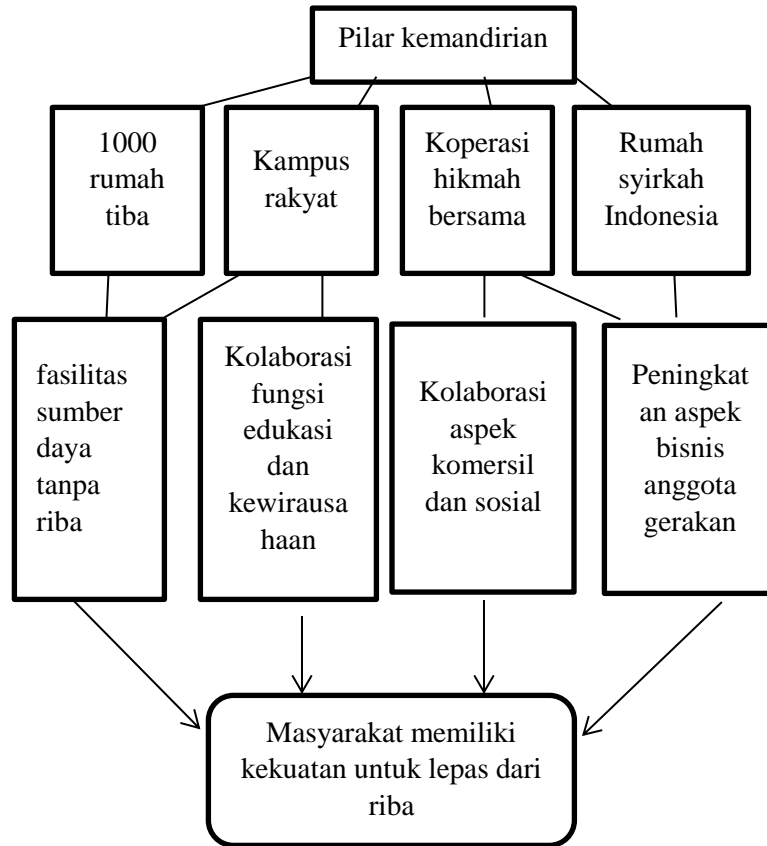 Pilar kemandirian
1000
rumah
tiba
Kampus
rakyat
Koperasi
hikmah
bersama
Rumah
syirkah
Indonesia
fasilitas
sumber
daya
tanpa
riba
Kolaborasi
fungsi
edukasi
dan
kewirausa
haan
Kolaborasi
aspek
komersil
dan sosial
Peningkat
an aspek
bisnis
anggota
gerakan
Masyarakat memiliki
kekuatan untuk lepas dari
riba